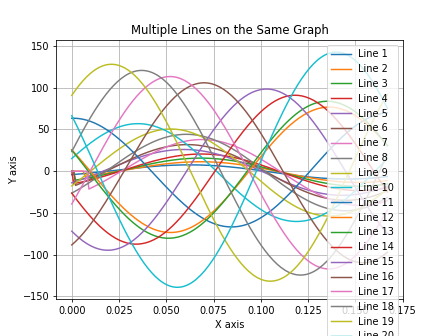 Multiple Lines on the Same Graph
Y axis
150
100
50
0
−50
−100
−150
0.000
0.025
0.050
0.075
0.100
0.125
0.175
X axis
Line 1
Line 2
Line 3
Line 4
Line 5
Line 6
Line 7
Line 8
Line 9
Line 10
Line 11
Line 12
Line 13
Line 14
Line 15
Line 16
Line 17
Line 18
Line 19
Line 20